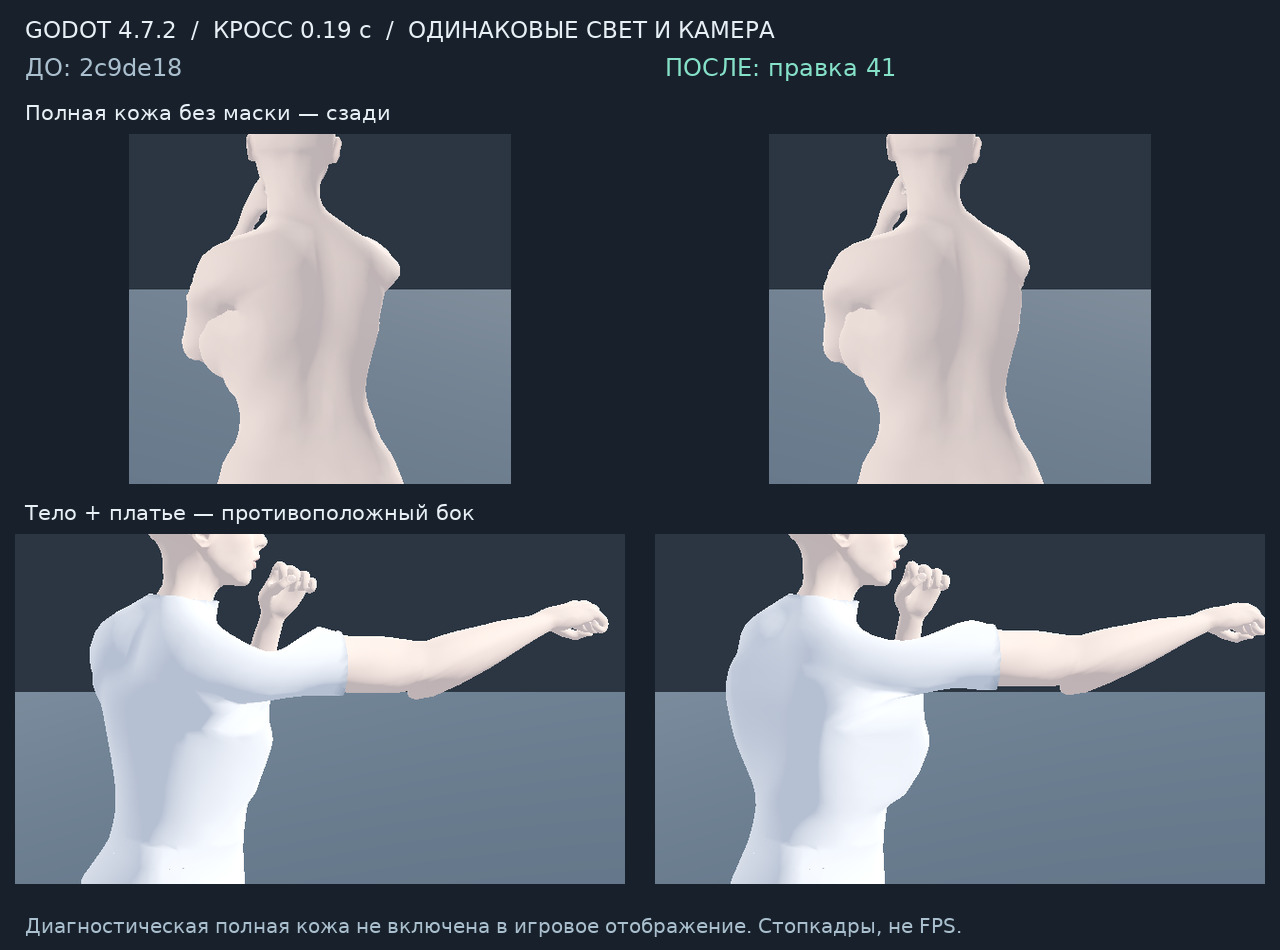 GODOT 4.7.2 / КРОСС 0.19 с / ОДИНАКОВЫЕ СВЕТ И КАМЕРА
ДО: 2c9de18
ПОСЛЕ: правка 41
Полная кожа без маски — сзади
Тело + платье — противоположный бок
Диагностическая полная кожа не включена в игровое отображение. Стопкадры, не FPS.